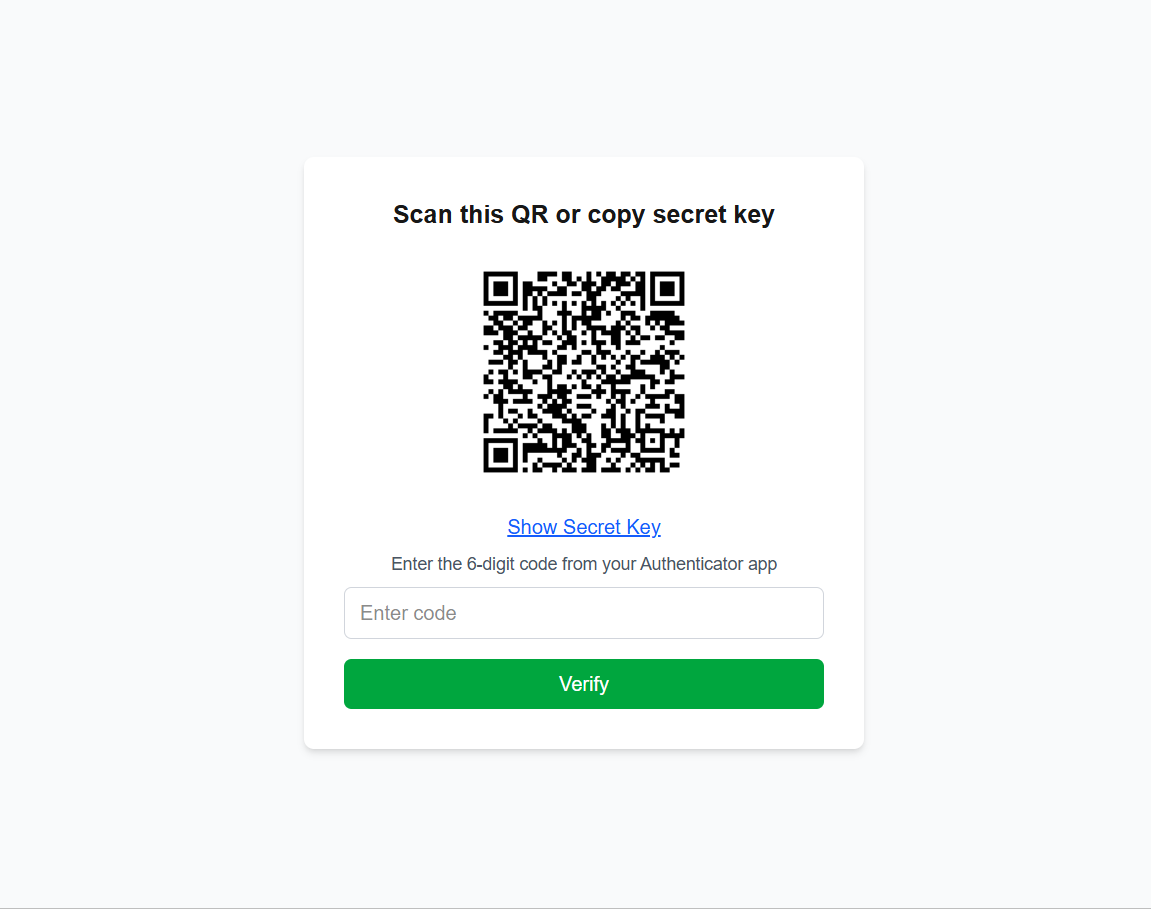 Scan this QR or copy secret key
Show Secret Key
Enter the 6-digit code from your Authenticator app
Enter code
Verify